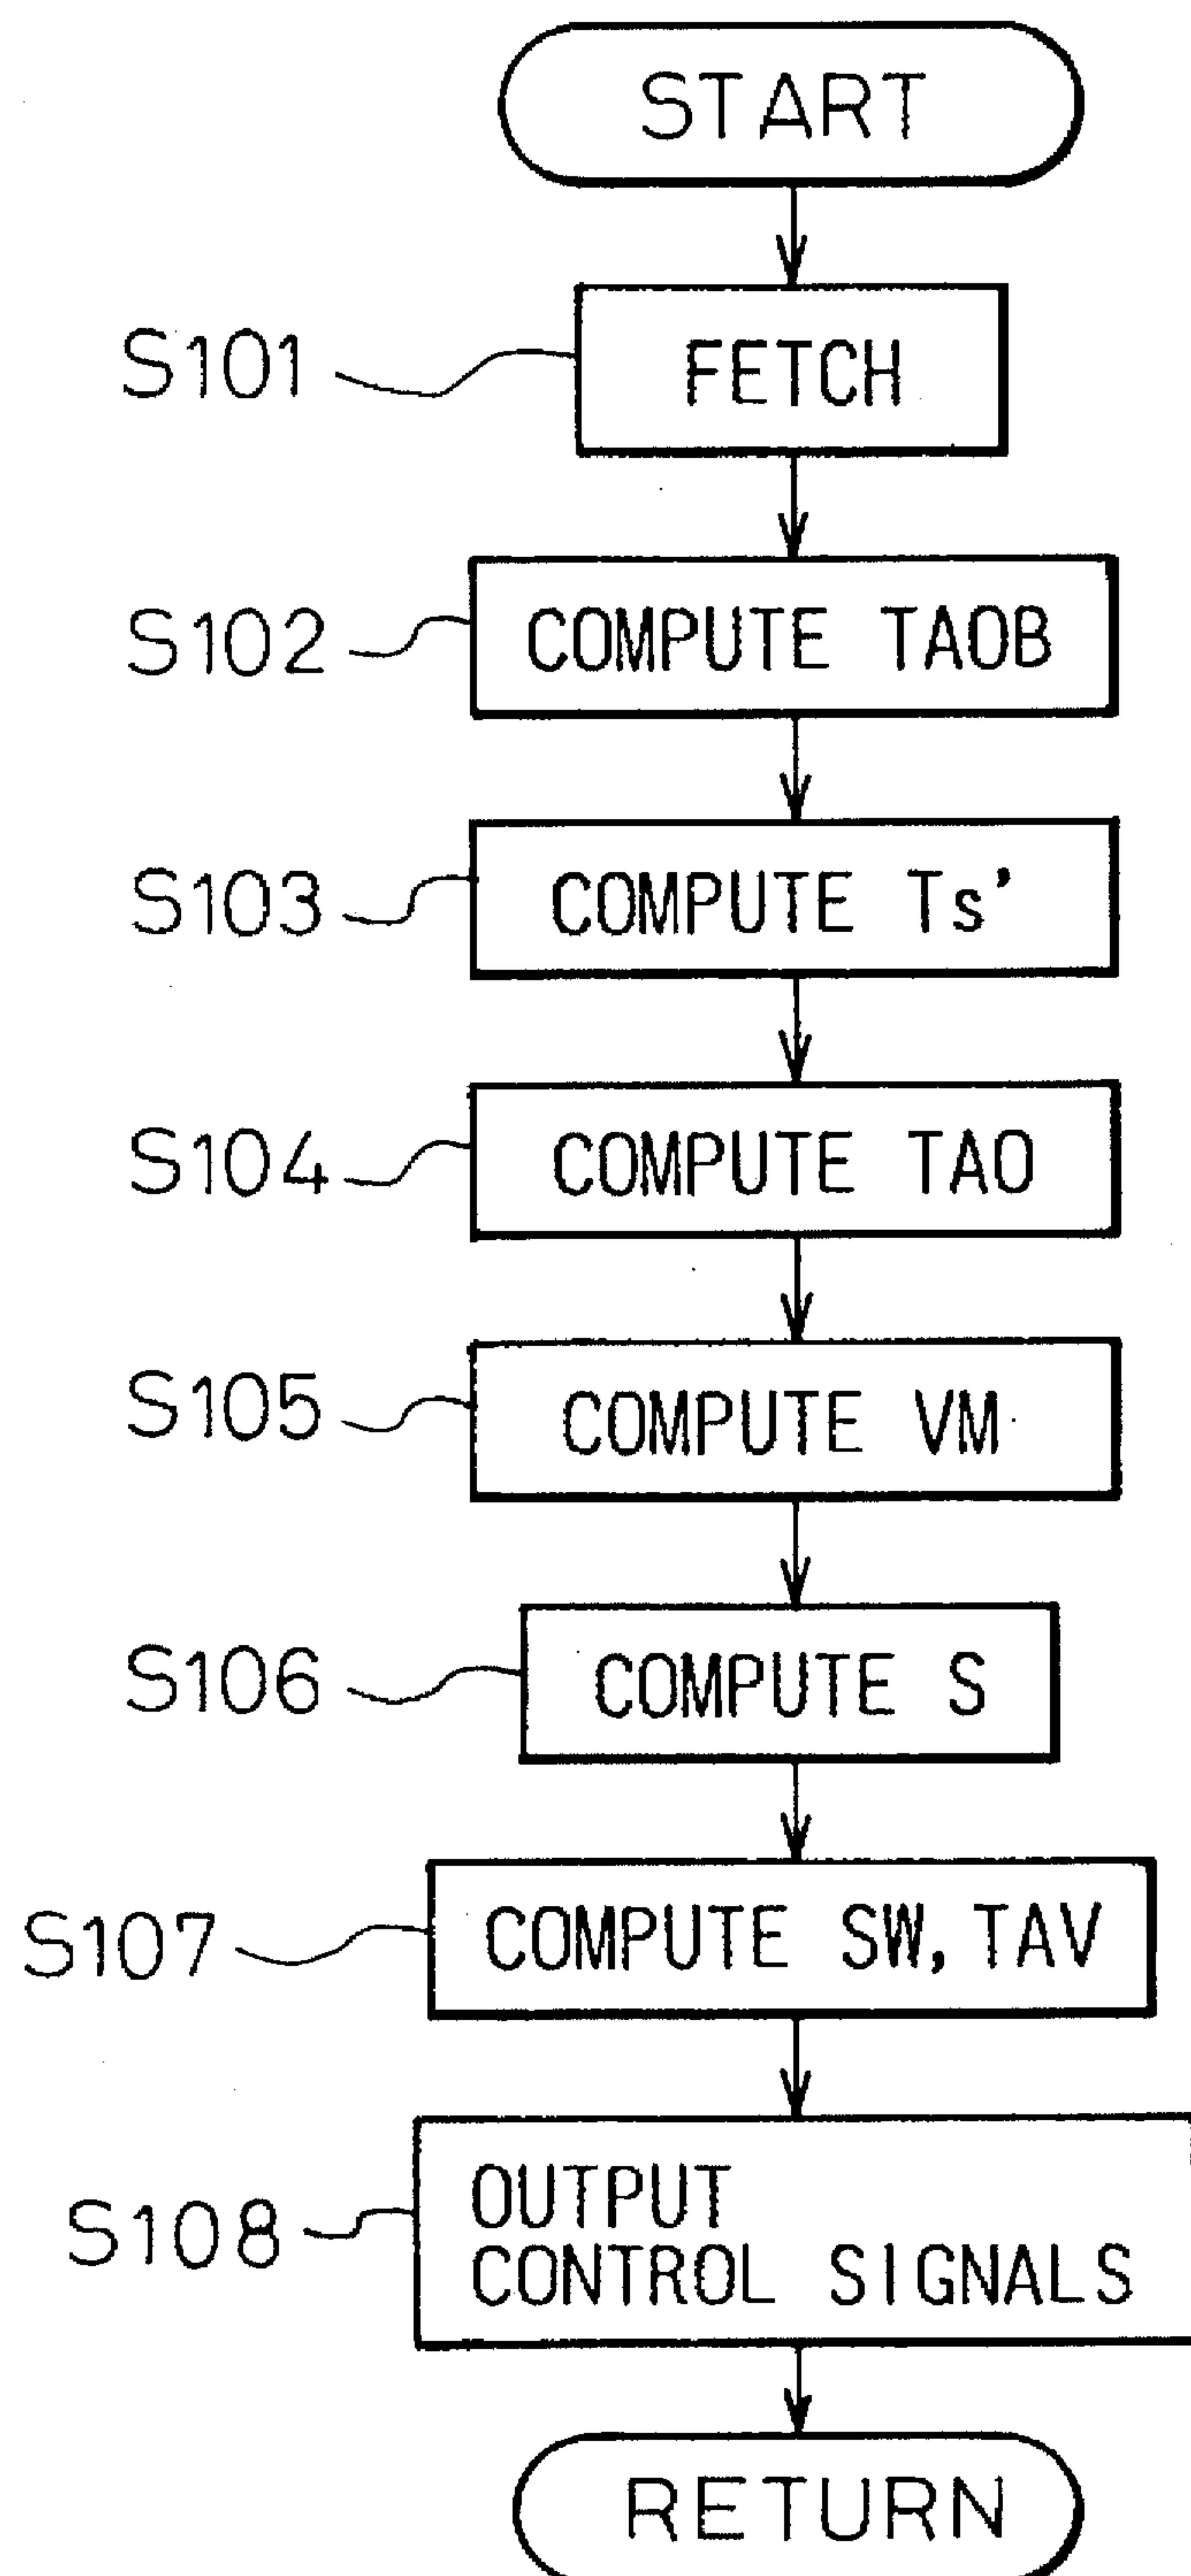 START
S101
FETCH
S102
COMPUTE TAOB
S103
COMPUTE Ts’
S104
COMPUTE TAO
S105
COMPUTE VM
S106
COMPUTE S
S107
COMPUTE SW, TAV
S108
OUTPUT
CONTROL SIGNALS
RETURN